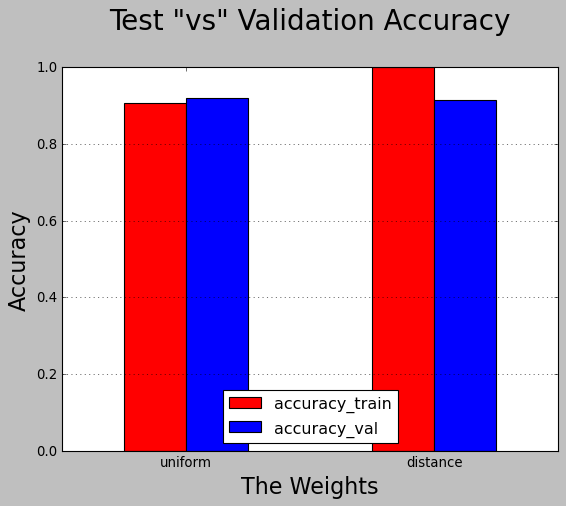 Test "vs" Validation Accuracy
1.0
0.8
0.6
0.4
0.2
0.0
Accuracy
accuracy_train
accuracy_val
uniform
distance
The Weights